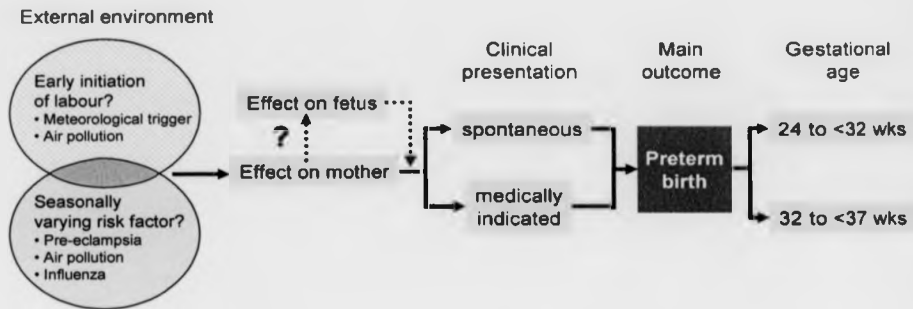 External environment
Early initiation
of labour?
• Meteorological trigger
• Air pollution
Seasonally
varying risk factor?
• Pre-eclampsia
• Air pollution
• Influenza
Effect on fetus
?
Effect on mother
Clinical
presentation
spontaneous
medically
indicated
Main
outcome
Preterm
birth
Gestational
age
24 to <32 wks
32 to <37 wks